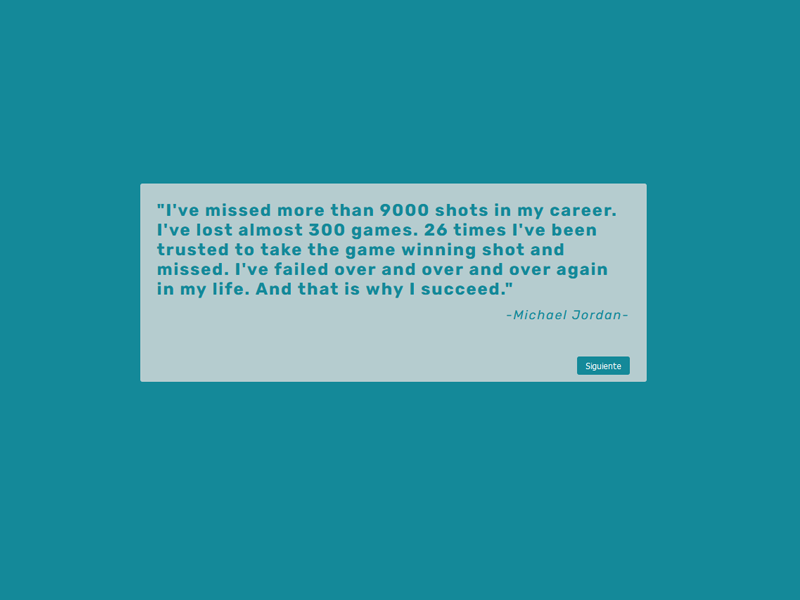 "I've missed more than 9000 shots in my career.
I've lost almost 300 games. 26 times I've been
trusted to take the game winning shot and
missed. I've failed over and over and over again
in my life. And that is why I succeed."
-Michael Jordan-
Siguiente